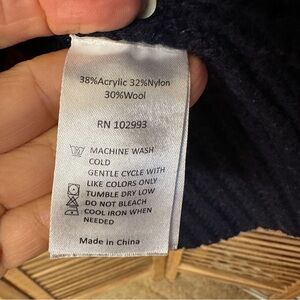 38%Acrylic 32%Nylon
30%Wool
RN 102993
MACHINE WASH
COLD
GENTLE CYCLE WITH
LIKE COLORS ONLY
TUMBLE DRY LOW
DO NOT BLEACH
COOL IRON WHEN
NEEDED
Made in China